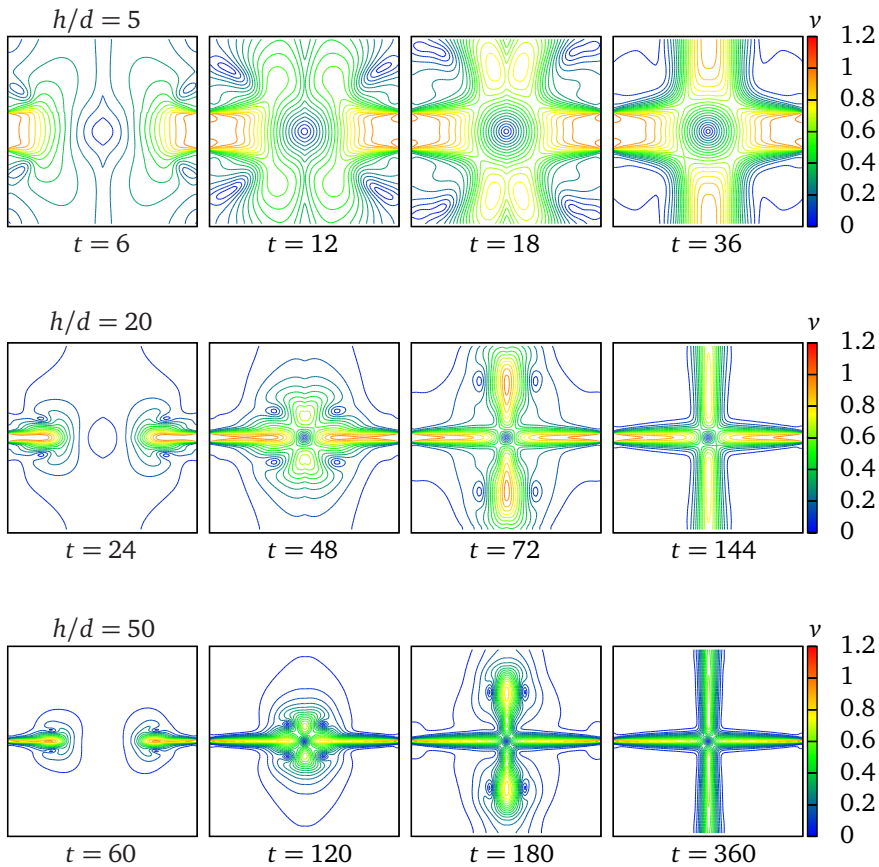 h/d = 5
v
1.2
1
0.8
0.6
0.4
0.2
0
t = 6
t = 12
t = 18
t = 36
h/d = 20
v
1.2
1
0.8
0.6
0.4
0.2
0
t = 24
t = 48
t = 72
t = 144
h/d = 50
v
1.2
1
0.8
0.6
0.4
0.2
0
t = 60
t = 120
t = 180
t = 360